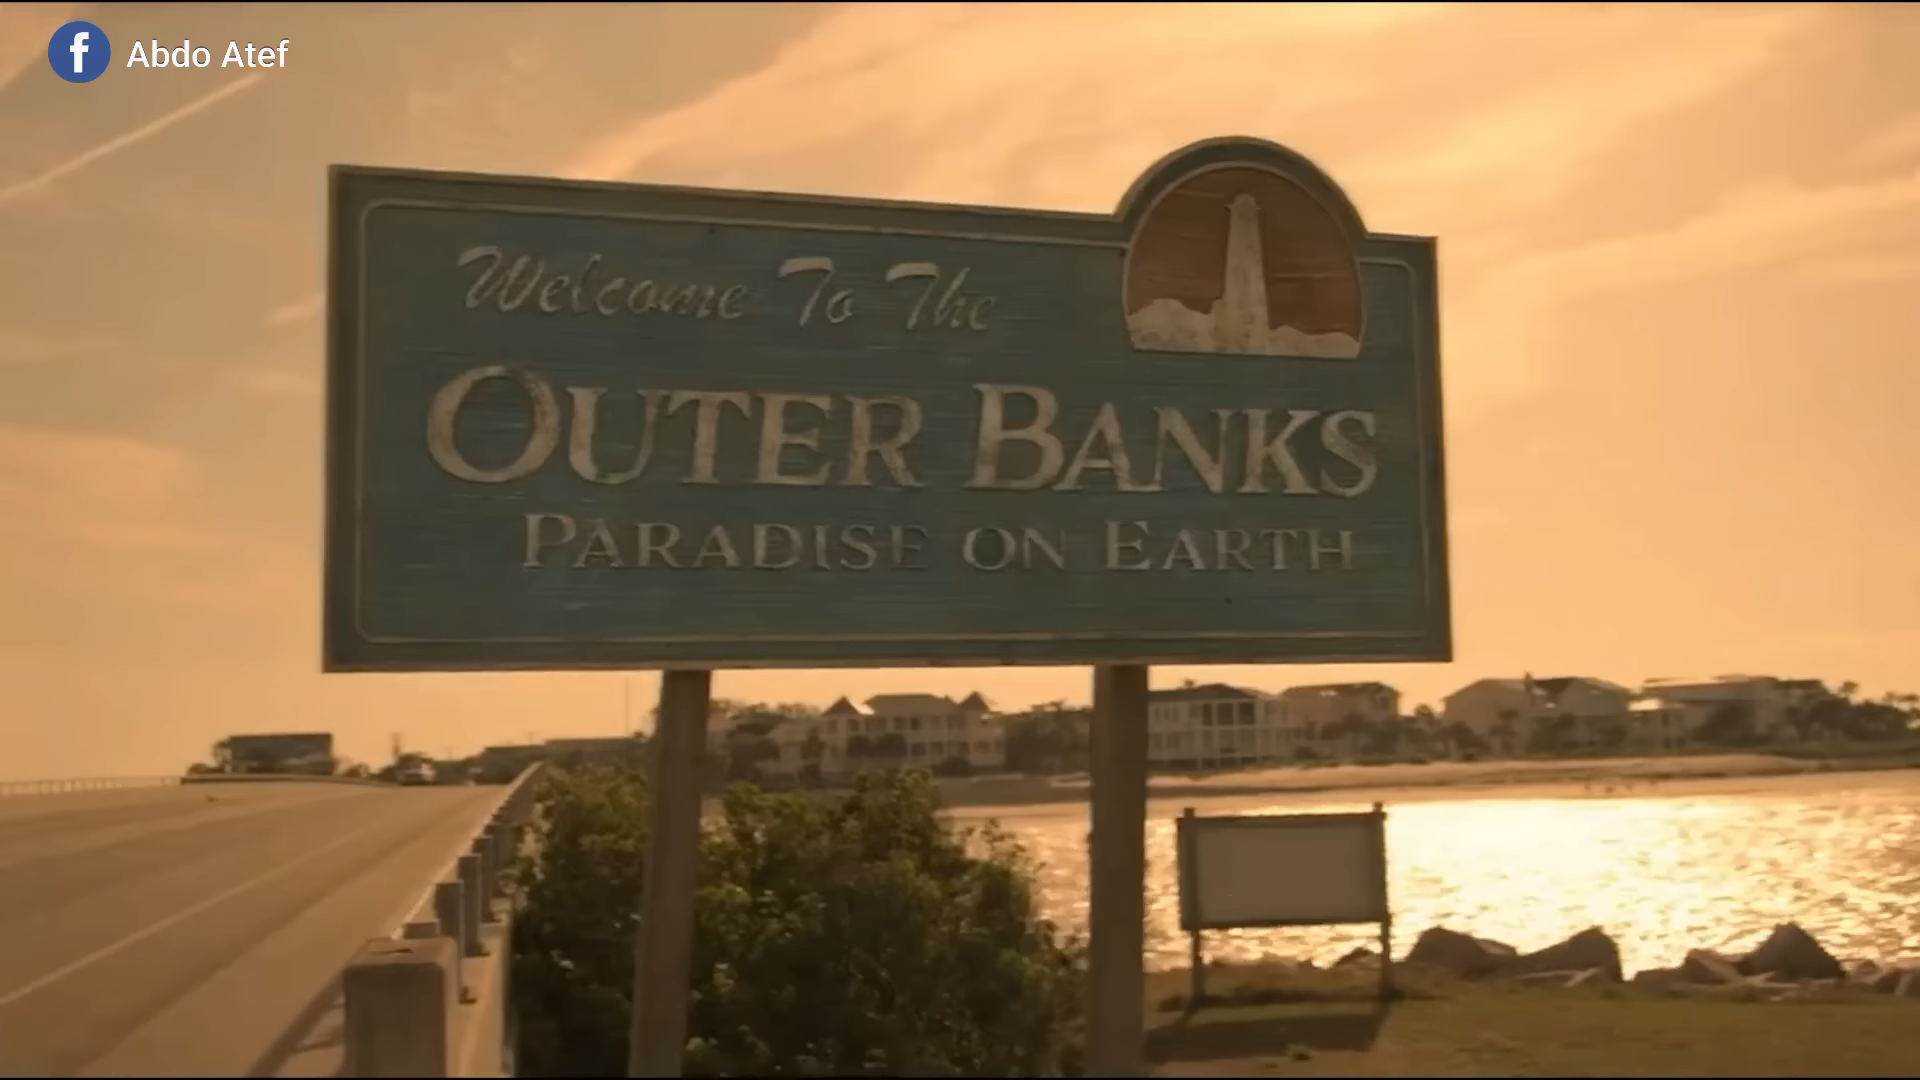 f Abdo Atef
Welcome To The
OUTER BANKS
PARADISE ON EARTH